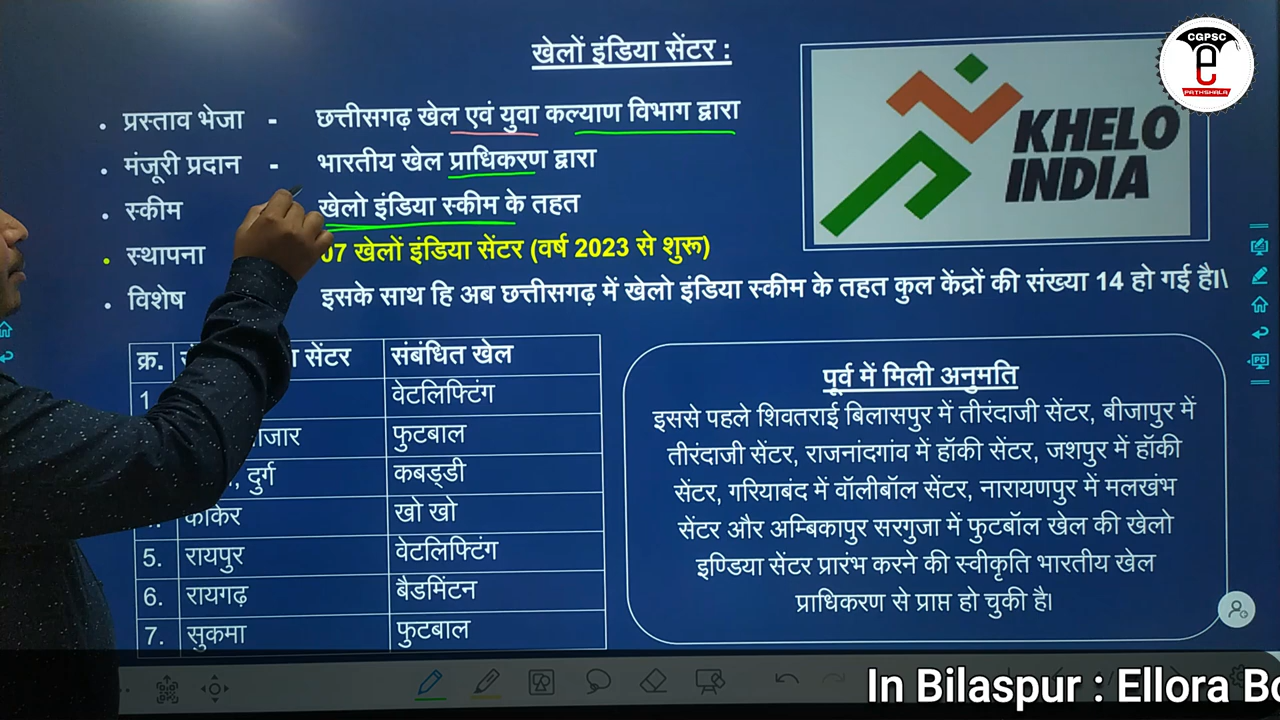 खेलों इंडिया सेंटर :
CGPSC
e
PATHSHALA
• प्रस्ताव भेजा - छत्तीसगढ़ खेल एवं युवा कल्याण विभाग द्वारा
KHELO
INDIA
• मंजूरी प्रदान - भारतीय खेल प्राधिकरण द्वारा
• स्कीम खेलो इंडिया स्कीम के तहत
• स्थापना 07 खेलों इंडिया सेंटर (वर्ष 2023 से शुरू)
• विशेष इसके साथ हि अब छत्तीसगढ़ में खेलो इंडिया स्कीम के तहत कुल केंद्रों की संख्या 14 हो गई है।\
क्र. सेंटर संबंधित खेल
1 वेटलिफ्टिंग
फुटबाल
, दुर्ग कबड्डी
कांकेर खो खो
5. रायपुर वेटलिफ्टिंग
6. रायगढ़ बैडमिंटन
7. सुकमा फुटबाल
पूर्व में मिली अनुमति
इससे पहले शिवतराई बिलासपुर में तीरंदाजी सेंटर, बीजापुर में
तीरंदाजी सेंटर, राजनांदगांव में हॉकी सेंटर, जशपुर में हॉकी
सेंटर, गरियाबंद में वॉलीबॉल सेंटर, नारायणपुर में मलखंभ
सेंटर और अम्बिकापुर सरगुजा में फुटबॉल खेल की खेलो
इण्डिया सेंटर प्रारंभ करने की स्वीकृति भारतीय खेल
प्राधिकरण से प्राप्त हो चुकी है।
In Bilaspur : Ellora Bo